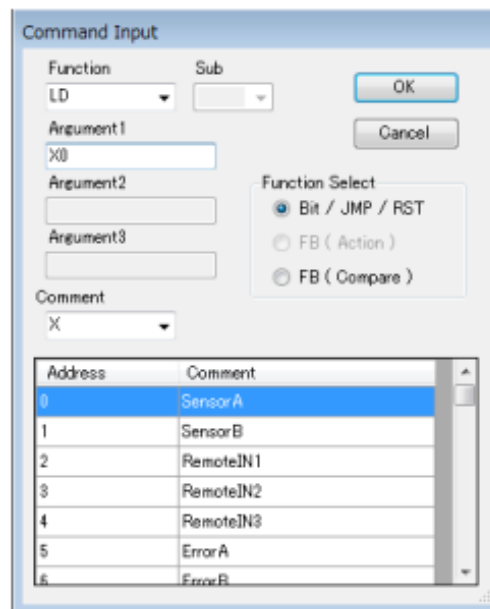 Command Input
Function Sub
LD
OK
Argument1
Cancel
X0
Argument2
Function Select
Bit / JMP / RST
Argument3
FB ( Action )
FB ( Compare )
Comment
X
Address Comment
0 SensorA
1 SensorB
2 RemoteIN1
3 RemoteIN2
4 RemoteIN3
5 ErrorA
6 ErrorB